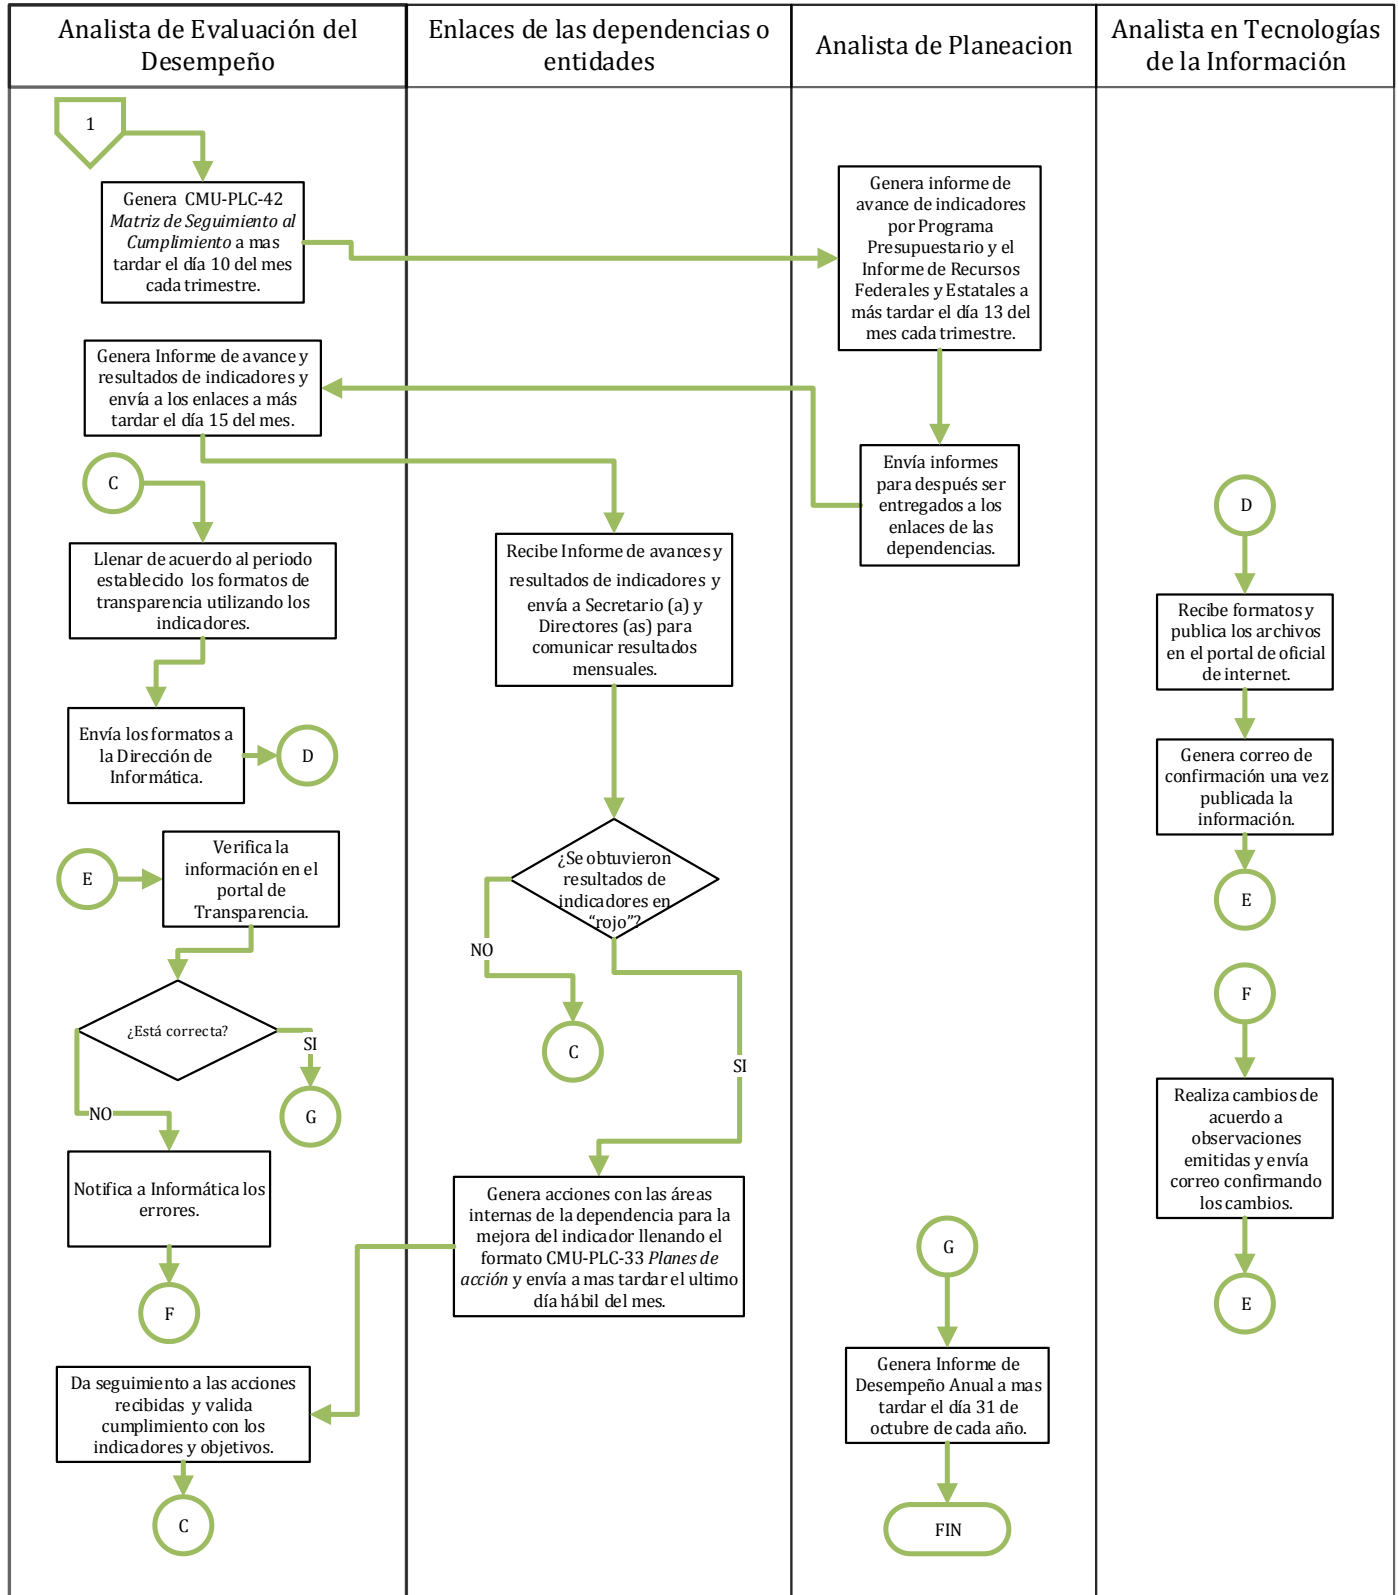 Analista de Evaluación del
Desempeño
Enlaces de las dependencias o
entidades
Analista de Planeacion
Analista en Tecnologías
de la Información
1
Genera CMU-PLC-42
Matriz de Seguimiento al
Cumplimiento a mas
tardar el día 10 del mes
cada trimestre.
Genera informe de
avance de indicadores
por Programa
Presupuestario y el
Informe de Recursos
Federales y Estatales a
más tardar el día 13 del
mes cada trimestre.
Genera Informe de avance y
resultados de indicadores y
envía a los enlaces a más
tardar el día 15 del mes.
Envía informes
para después ser
entregados a los
enlaces de las
dependencias.
C
Llenar de acuerdo al periodo
establecido los formatos de
transparencia utilizando los
indicadores.
Recibe Informe de avances y
resultados de indicadores y
envía a Secretario (a) y
Directores (as) para
comunicar resultados
mensuales.
D
Recibe formatos y
publica los archivos
en el portal de oficial
de internet.
Envía los formatos a
la Dirección de
Informática.
D
Genera correo de
confirmación una vez
publicada la
información.
E
Verifica la
información en el
portal de
Transparencia.
¿Se obtuvieron
resultados de
indicadores en
“rojo”?
NO
SI
C
E
¿Está correcta?
SI
G
NO
F
Notifica a Informática los
errores.
F
Realiza cambios de
acuerdo a
observaciones
emitidas y envía
correo confirmando
los cambios.
E
Genera acciones con las áreas
internas de la dependencia para la
mejora del indicador llenando el
formato CMU-PLC-33 Planes de
acción y envía a mas tardar el ultimo
día hábil del mes.
G
Da seguimiento a las acciones
recibidas y valida
cumplimiento con los
indicadores y objetivos.
C
Genera Informe de
Desempeño Anual a mas
tardar el día 31 de
octubre de cada año.
FIN